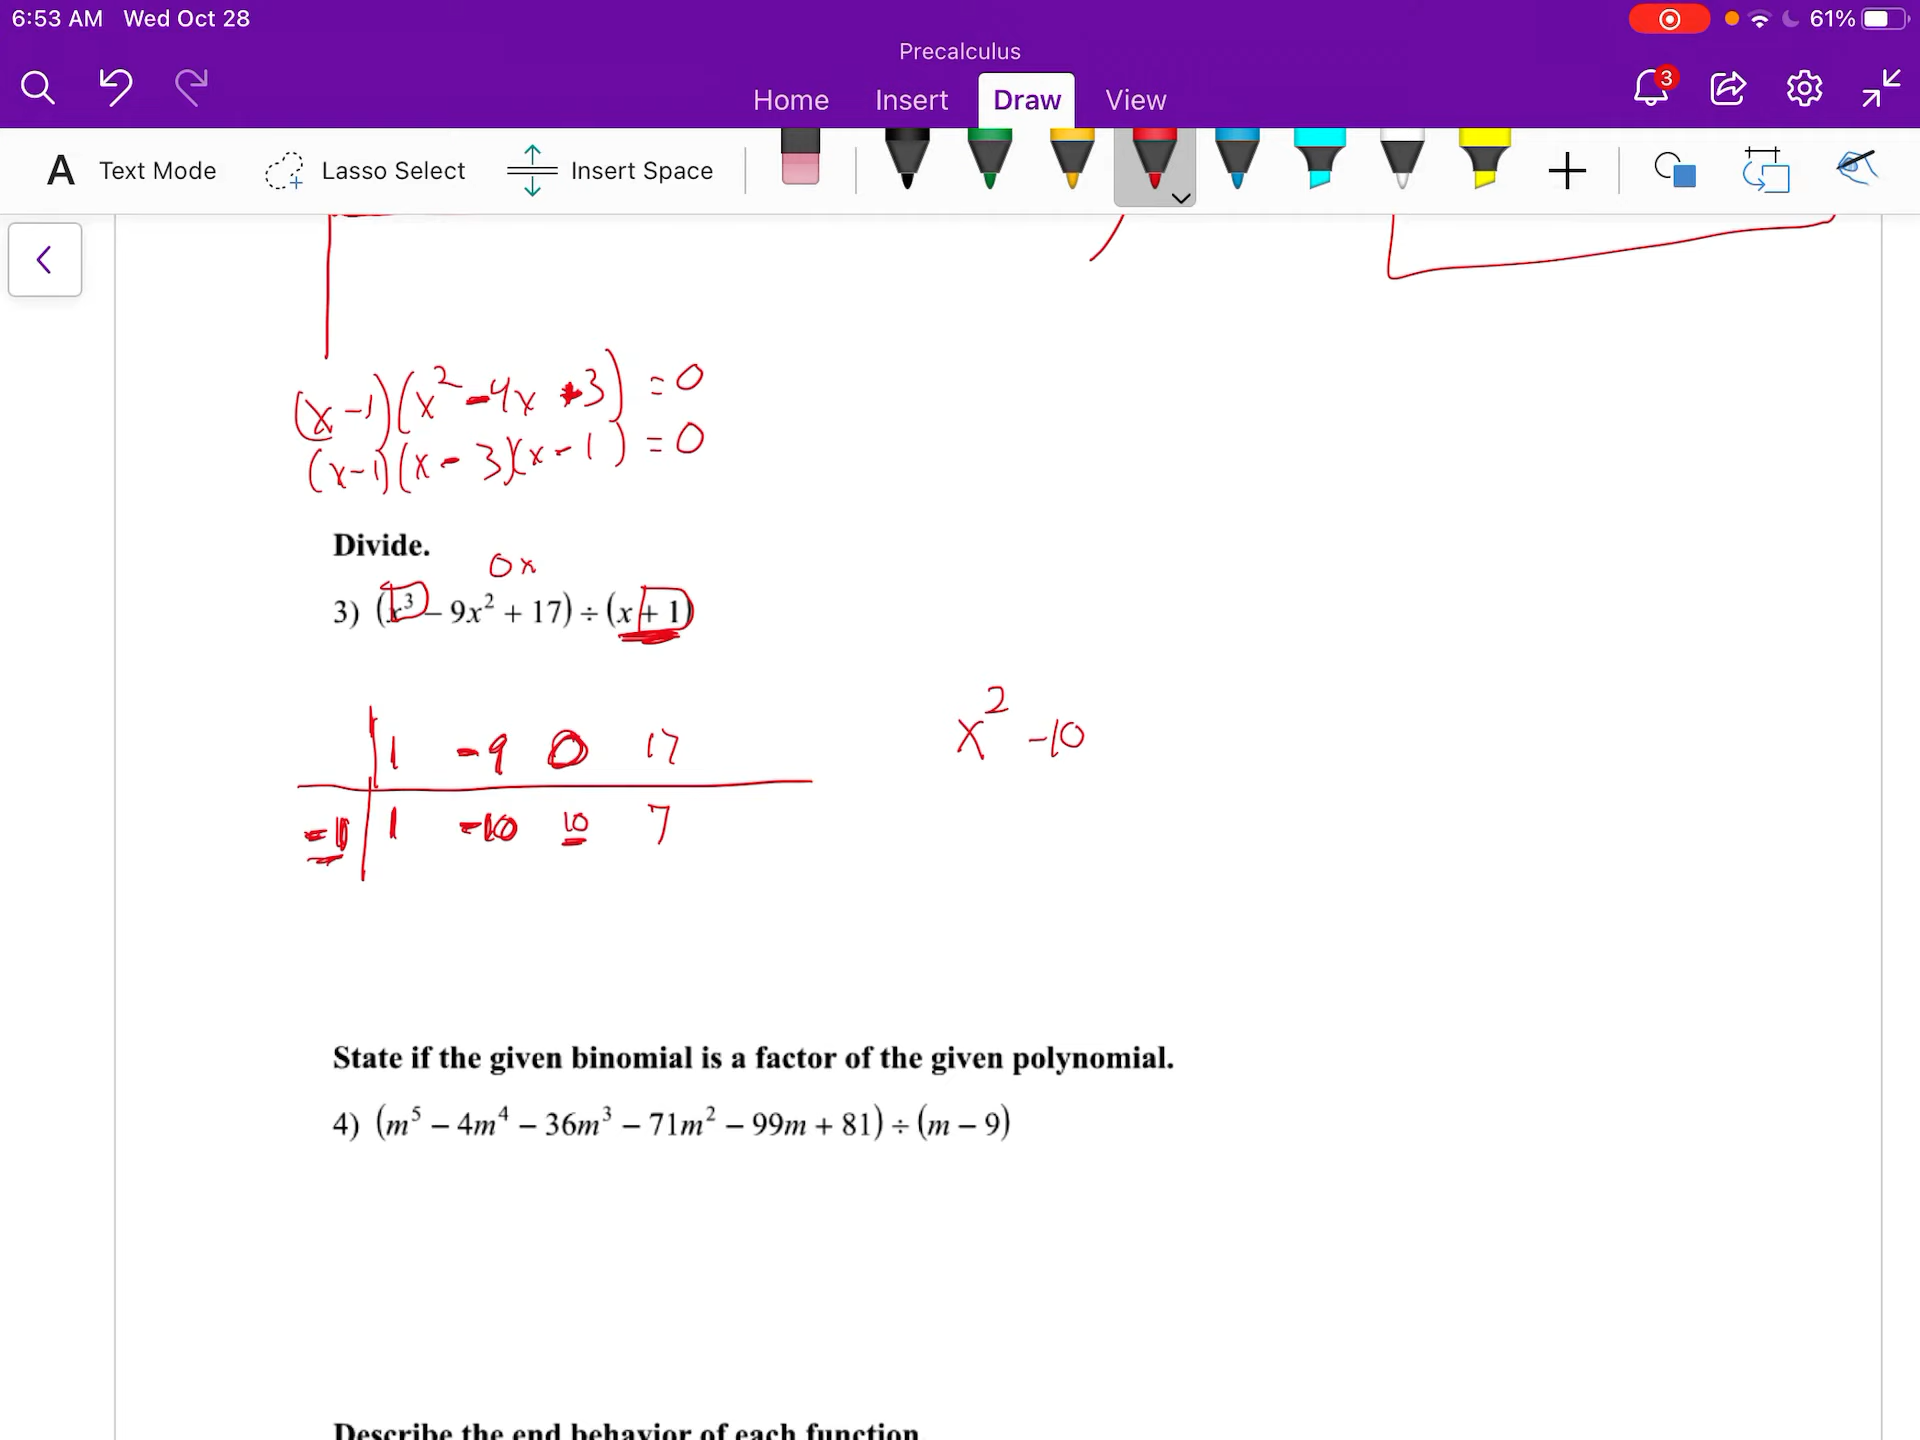 6:53 AM Wed Oct 28
61%
Precalculus
3
Home Insert Draw View
A Text Mode Lasso Select Insert Space
(x-1)(x² -4x +3) = 0
(x-1)(x - 3)(x - 1) = 0
Divide.
0x
3) (x³ – 9x² + 17) ÷ (x + 1)
x² -10
1 -9 0 17
-1 1 -10 10 7
State if the given binomial is a factor of the given polynomial.
4) (m⁵ – 4m⁴ – 36m³ – 71m² – 99m + 81) ÷ (m – 9)
Describe the end behavior of each function.